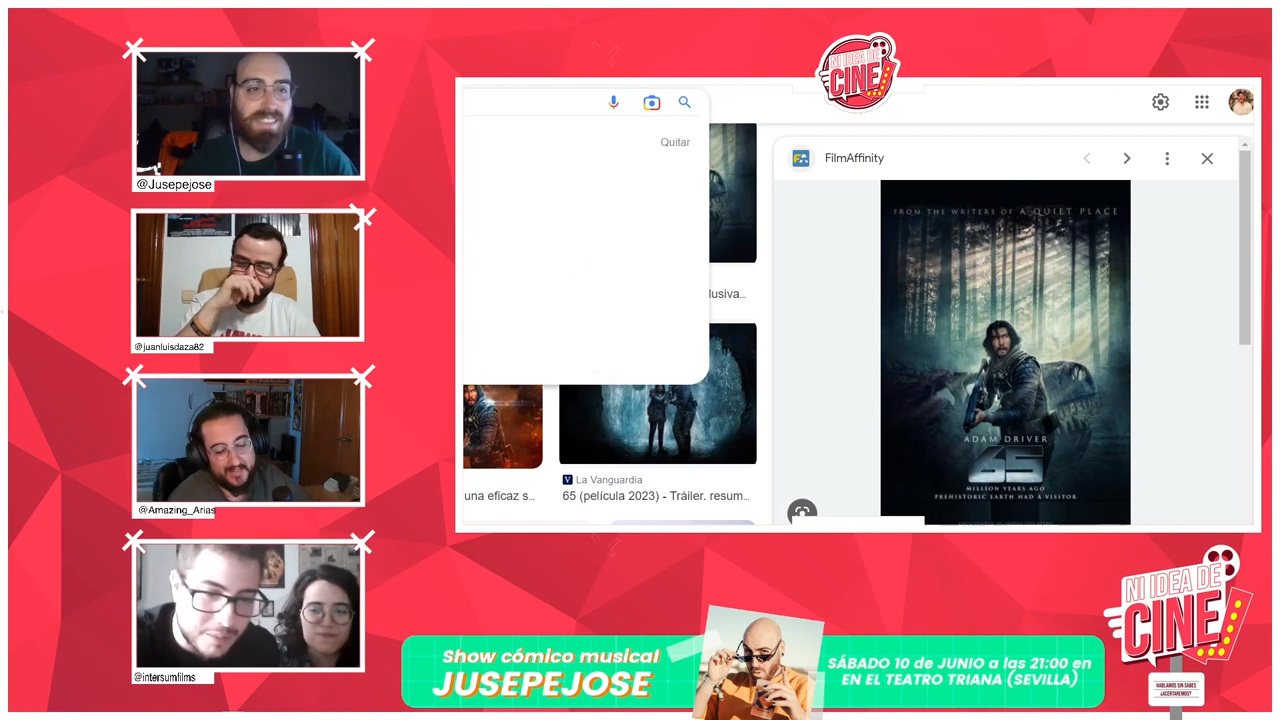 @Jusepejose
@juanluisdaza82
@Amazing_Arias
@intersumfilms
NI IDEA DE
CINE!
Quitar
lusiva...
una eficaz s...
La Vanguardia
65 (película 2023) - Tráiler. resum...
FilmAffinity
FROM THE WRITERS OF A QUIET PLACE
ADAM DRIVER
65
MILLION YEARS AGO
PREHISTORIC EARTH HAD A VISITOR
Show cómico musical
JUSEPEJOSE
SÁBADO 10 de JUNIO a las 21:00 en
EN EL TEATRO TRIANA (SEVILLA)
NI IDEA DE
CINE!
HABLAMOS SIN SABER
¿ACERTAREMOS?